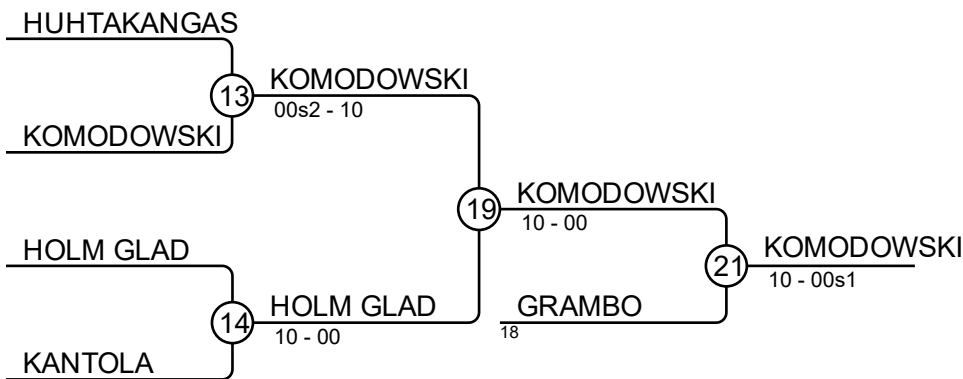 HUHTAKANGAS
13
KOMODOWSKI
00s2 - 10
KOMODOWSKI
19
KOMODOWSKI
10 - 00
HOLM GLAD
21
KOMODOWSKI
10 - 00s1
14
HOLM GLAD
10 - 00
GRAMBO
18
KANTOLA